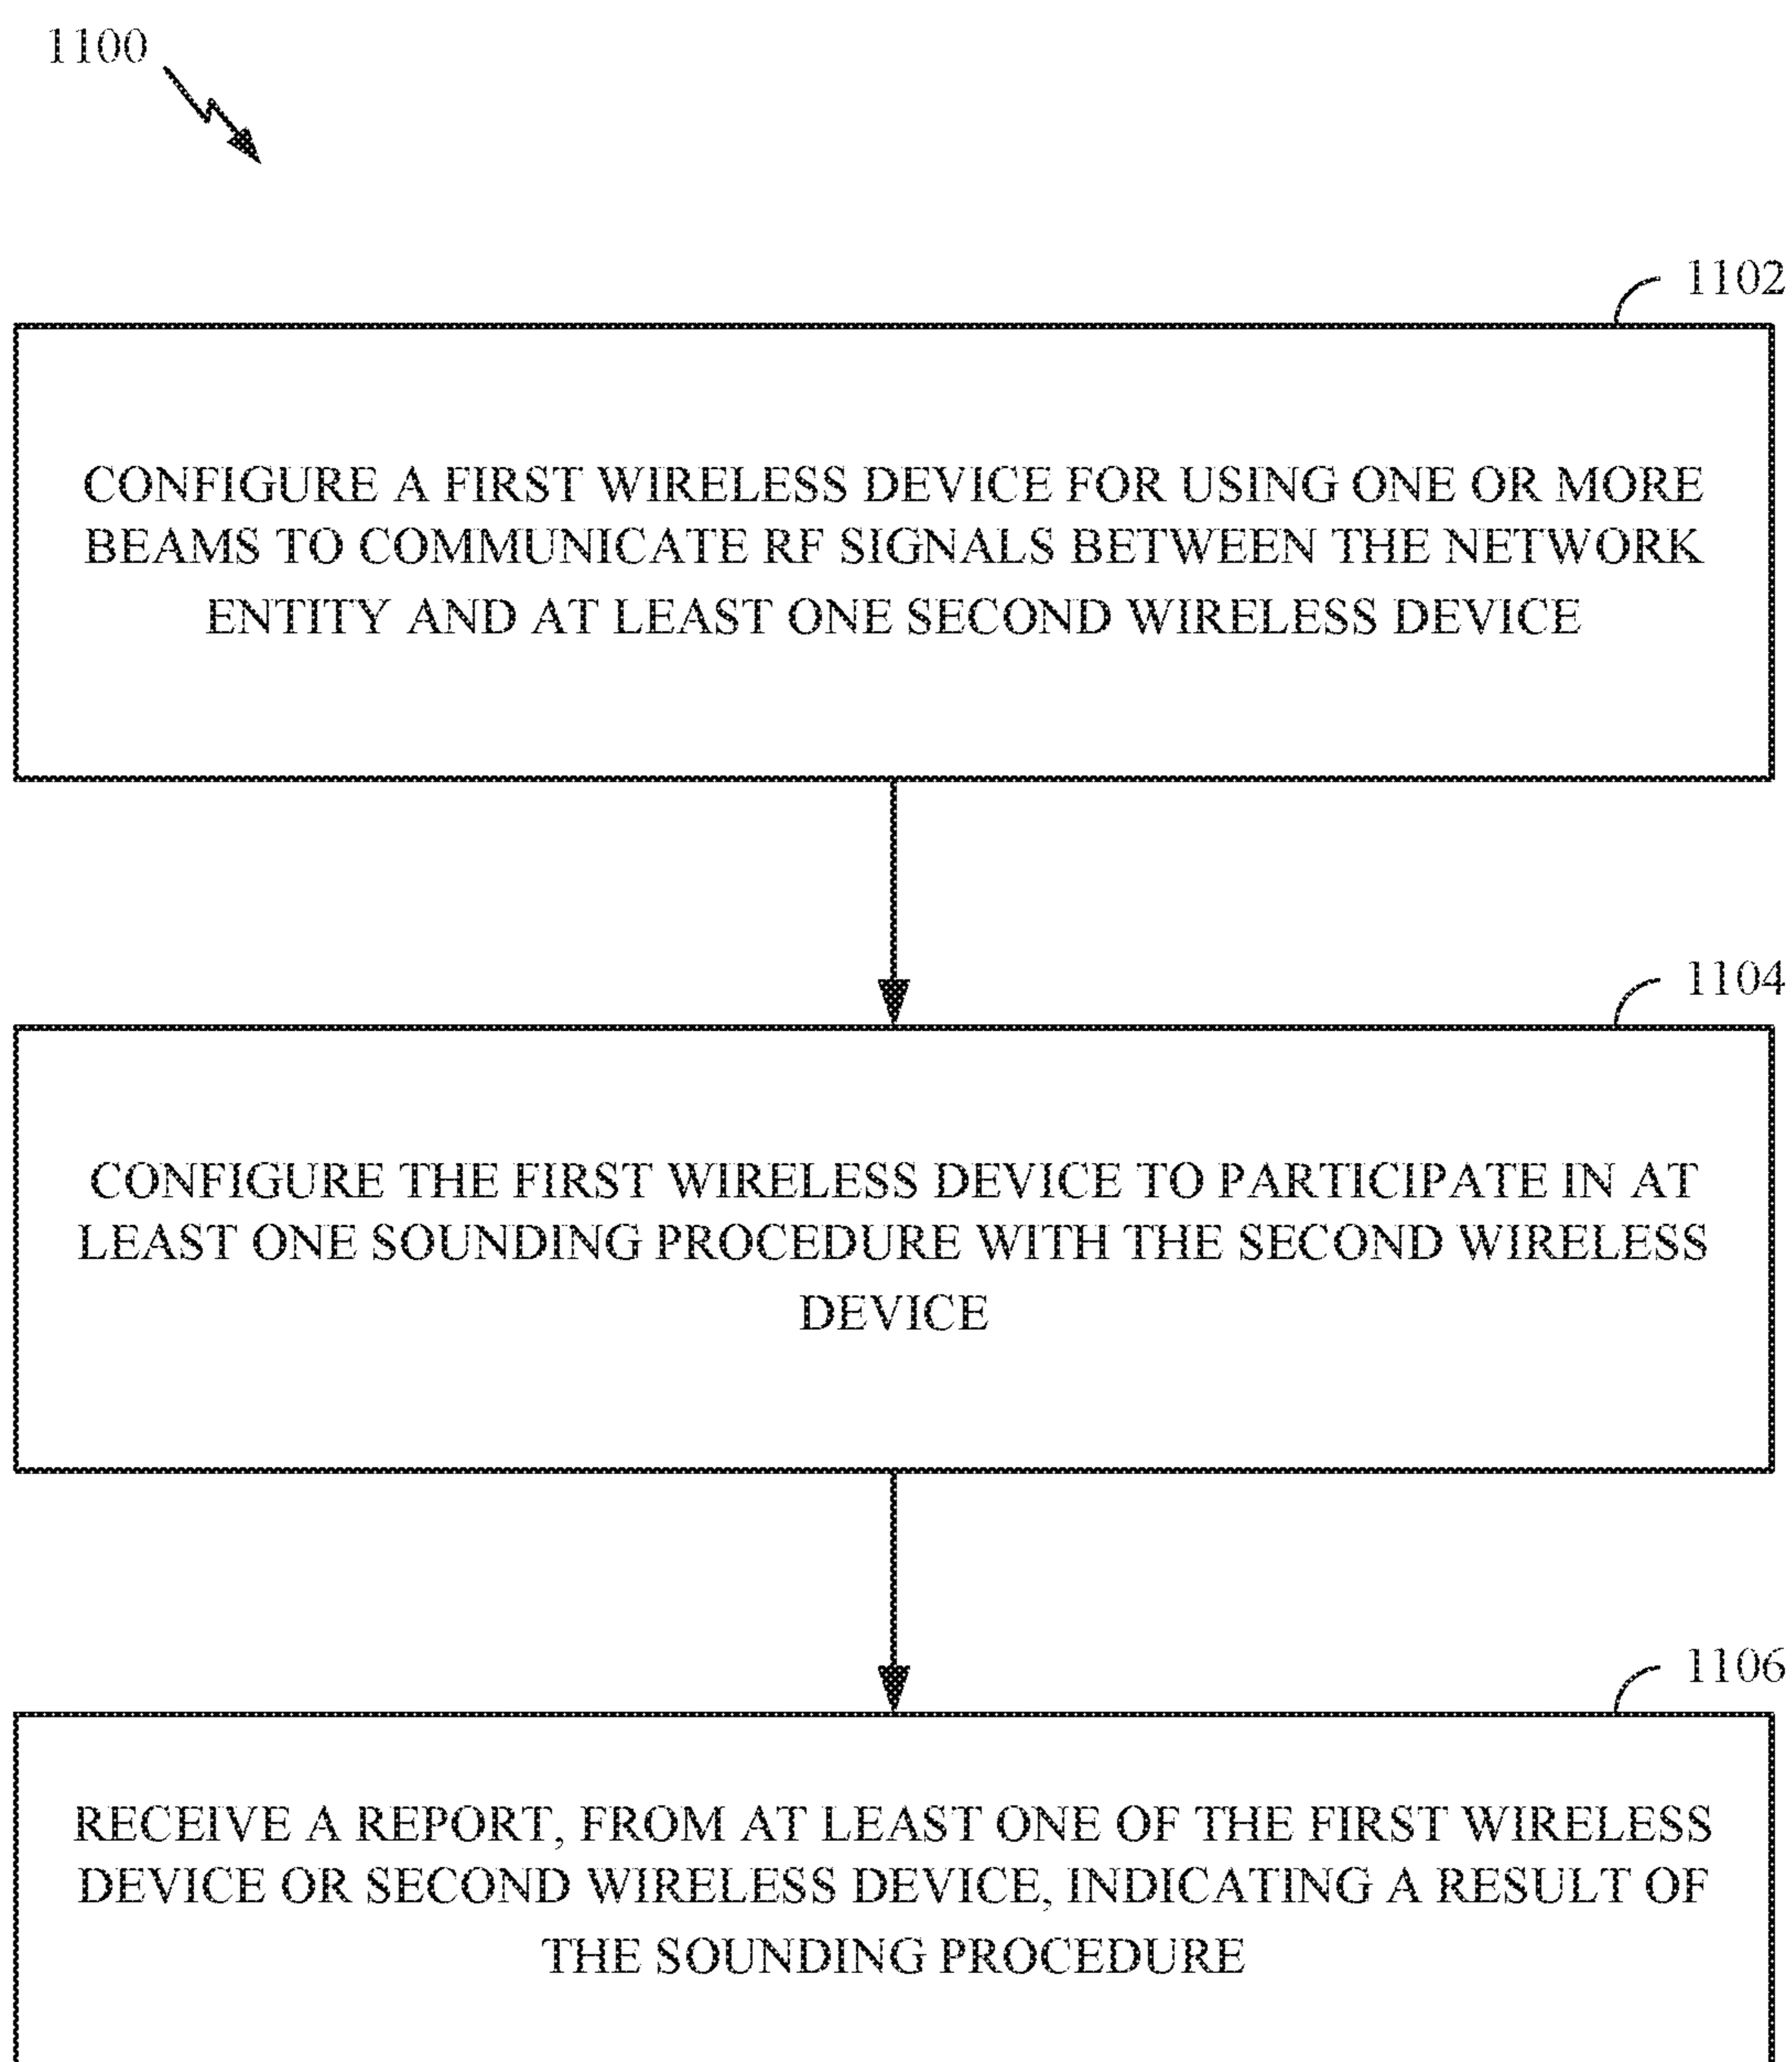 1100
1102
CONFIGURE A FIRST WIRELESS DEVICE FOR USING ONE OR MORE
BEAMS TO COMMUNICATE RF SIGNALS BETWEEN THE NETWORK
ENTITY AND AT LEAST ONE SECOND WIRELESS DEVICE
1104
CONFIGURE THE FIRST WIRELESS DEVICE TO PARTICIPATE IN AT
LEAST ONE SOUNDING PROCEDURE WITH THE SECOND WIRELESS
DEVICE
1106
RECEIVE A REPORT, FROM AT LEAST ONE OF THE FIRST WIRELESS
DEVICE OR SECOND WIRELESS DEVICE, INDICATING A RESULT OF
THE SOUNDING PROCEDURE